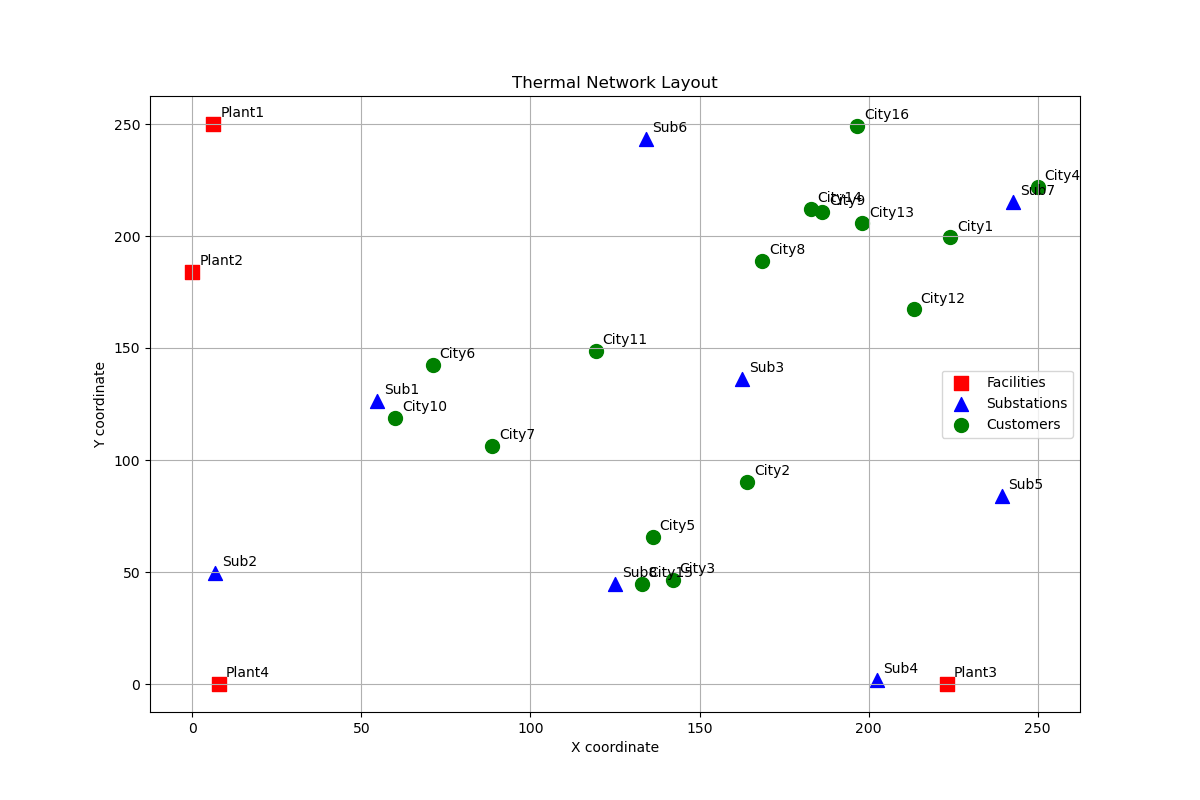 Thermal Network Layout
Plant1
City16
Sub6
City4
Sub7
City14
City9
City13
City1
Plant2
City8
City12
City6
City11
Sub1
Sub3
City10
City7
Facilities
Substations
Customers
City2
Sub5
City5
Sub2
Sub8
City15
City3
Plant4
Sub4
Plant3
250
200
150
100
50
0
0
50
100
150
200
250
X coordinate
Y coordinate